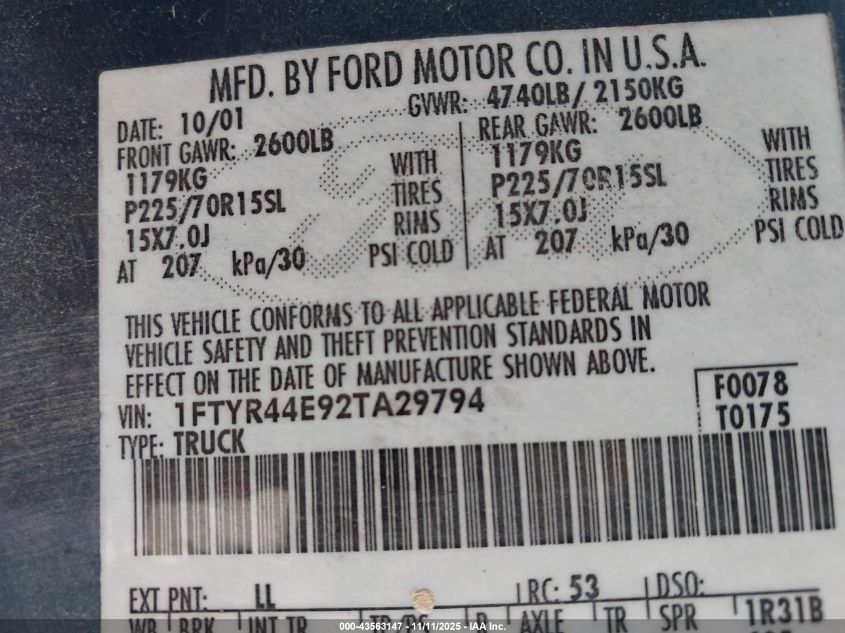 MFD. BY FORD MOTOR CO. IN U.S.A.
DATE: 10/01 GVWR: 4740LB/ 2150KG
FRONT GAWR: 2600LB REAR GAWR: 2600LB
1179KG WITH 1179KG WITH
P225/70R15SL TIRES P225/70R15SL TIRES
15X7.0J RIMS 15X7.0J RIMS
AT 207 kPa/30 PSI COLD AT 207 kPa/30 PSI COLD
THIS VEHICLE CONFORMS TO ALL APPLICABLE FEDERAL MOTOR
VEHICLE SAFETY AND THEFT PREVENTION STANDARDS IN
EFFECT ON THE DATE OF MANUFACTURE SHOWN ABOVE.
VIN: 1FTYR44E92TA29794 F0078
TYPE: TRUCK T0175
EXT PNT: LL RC: 53 DSO:
WB BRK INT TR R AXLE TR SPR 1R31B
000-43563147 - 11/11/2025 - IAA Inc.